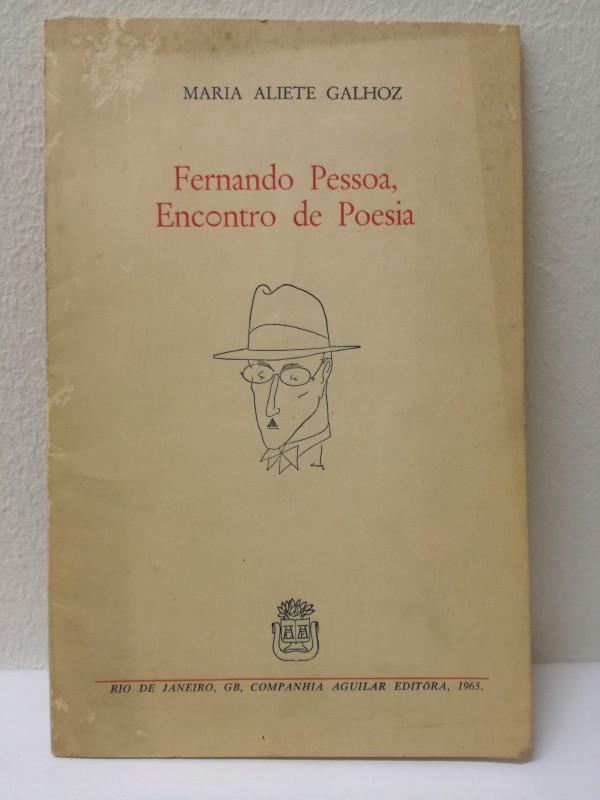 MARIA ALIETE GALHOZ
Fernando Pessoa,
Encontro de Poesia
RIO DE JANEIRO, GB, COMPANHIA AGUILAR EDITÔRA, 1965.